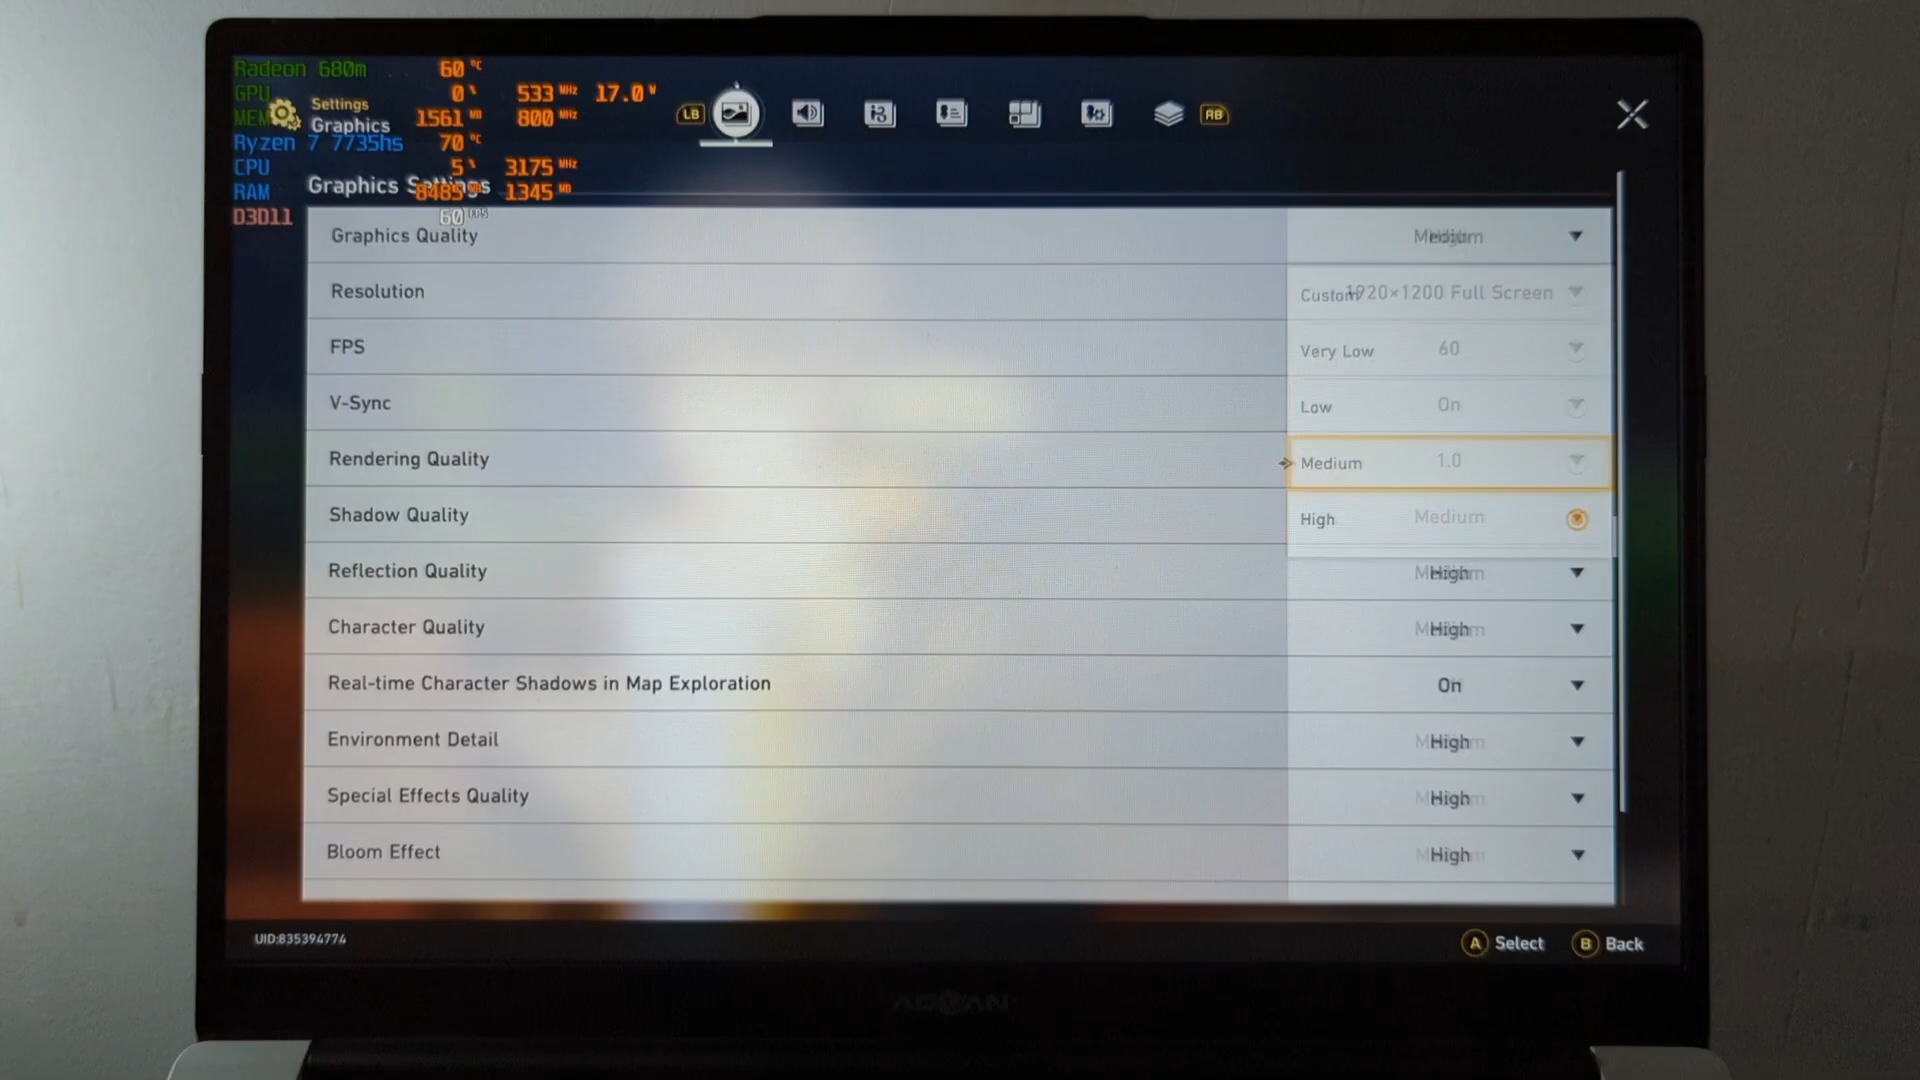 Radeon 680m 60 °C
GPU 0 % 533 MHz 17.0 W
MEM 1561 MB 800 MHz
Settings
Graphics
LB
RB
Ryzen 7 7735hs 70 °C
CPU 5 % 3175 MHz
RAM 8485 MB 1345 MB
D3D11 60
Graphics Settings
Graphics Quality Medium
Resolution 1920×1200 Full Screen
Custom
FPS 60
Very Low
V-Sync On
Low
Rendering Quality 1.0
Medium
Shadow Quality Medium
High
Reflection Quality High
Character Quality High
Real-time Character Shadows in Map Exploration On
Environment Detail High
Special Effects Quality High
Bloom Effect High
UID:835394774
A Select B Back
ADVAN